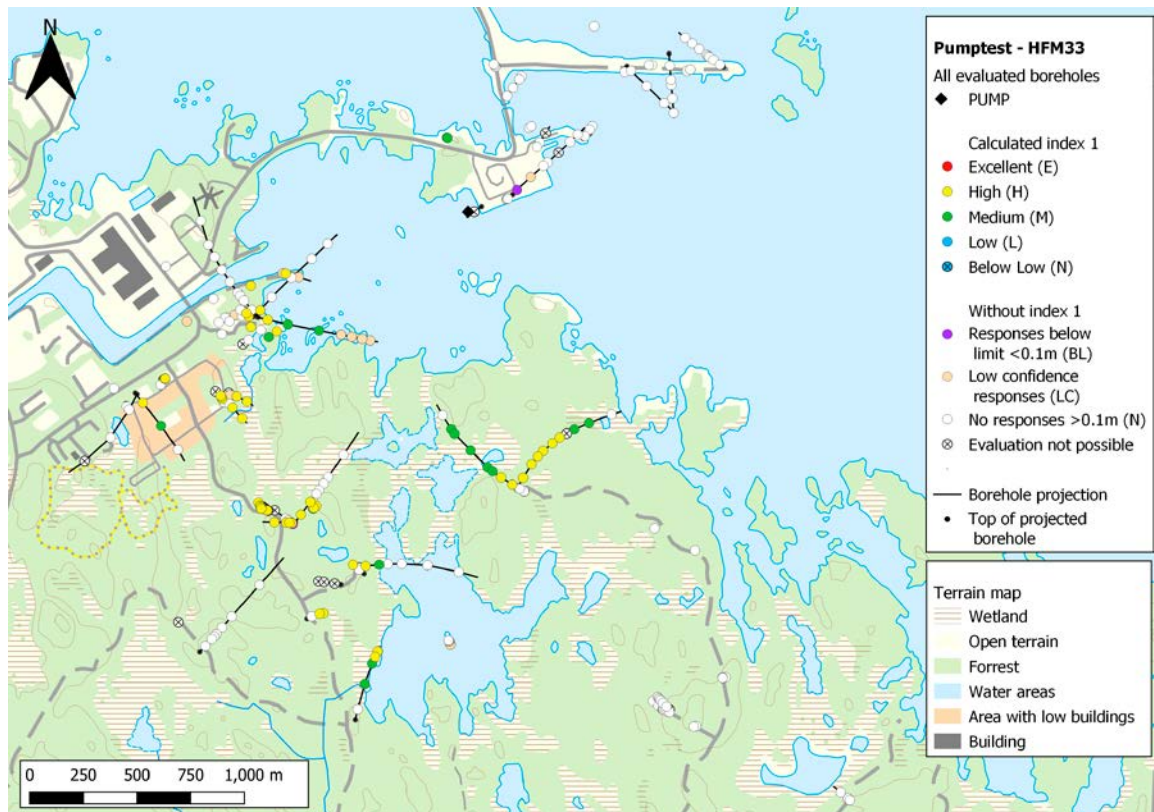 N
Pumptest - HFM33
All evaluated boreholes
PUMP
Calculated index 1
Excellent (E)
High (H)
Medium (M)
Low (L)
Below Low (N)
Without index 1
Responses below
limit <0.1m (BL)
Low confidence
responses (LC)
No responses >0.1m (N)
Evaluation not possible
Borehole projection
Top of projected
borehole
Terrain map
Wetland
Open terrain
Forrest
Water areas
Area with low buildings
Building
0 250 500 750 1,000 m